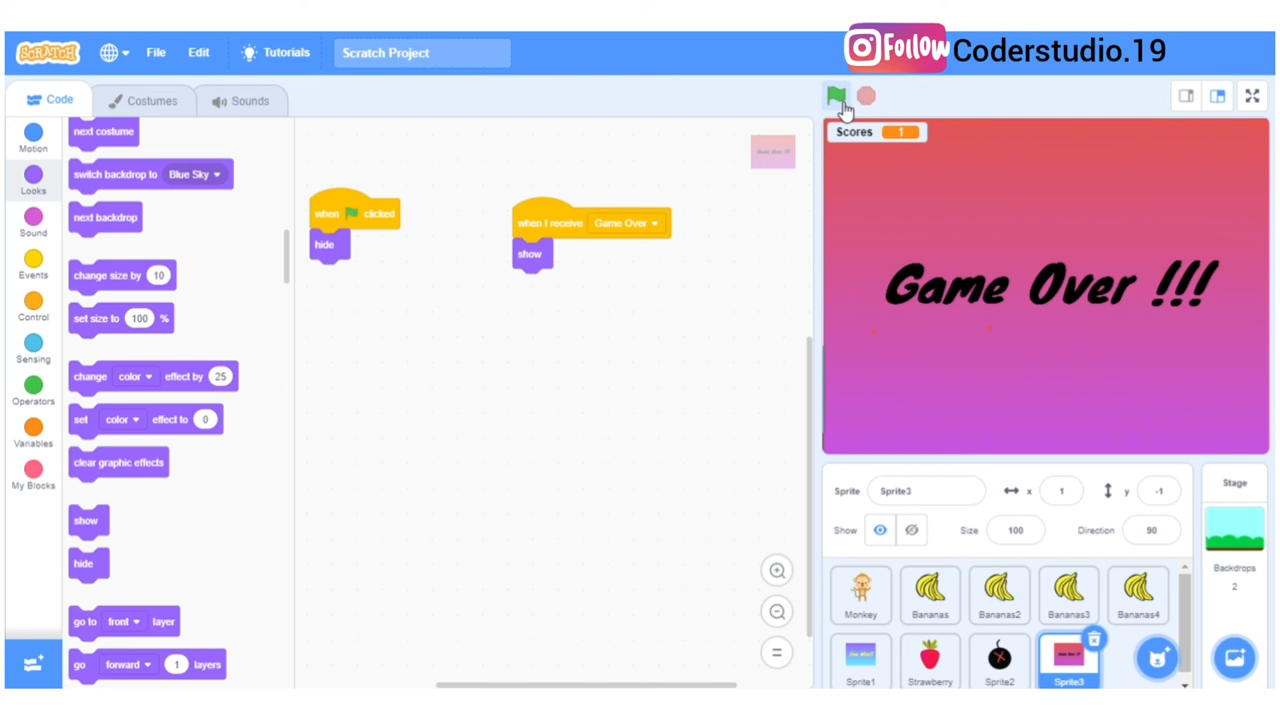 Follow Coderstudio.19
SCRATCH File Edit Tutorials Scratch Project
Code Costumes Sounds
Motion
Looks
Sound
Events
Control
Sensing
Operators
Variables
My Blocks
next costume
switch backdrop to Blue Sky
next backdrop
change size by 10
set size to 100 %
change color effect by 25
set color effect to 0
clear graphic effects
show
hide
go to front layer
go forward 1 layers
when clicked
hide
when I receive Game Over
show
Scores 1
Game Over !!!
Sprite Sprite3 x 1 y -1
Show Size 100 Direction 90
Monkey Bananas Bananas2 Bananas3 Bananas4
Sprite1 Strawberry Sprite2 Sprite3
Stage
Backdrops
2